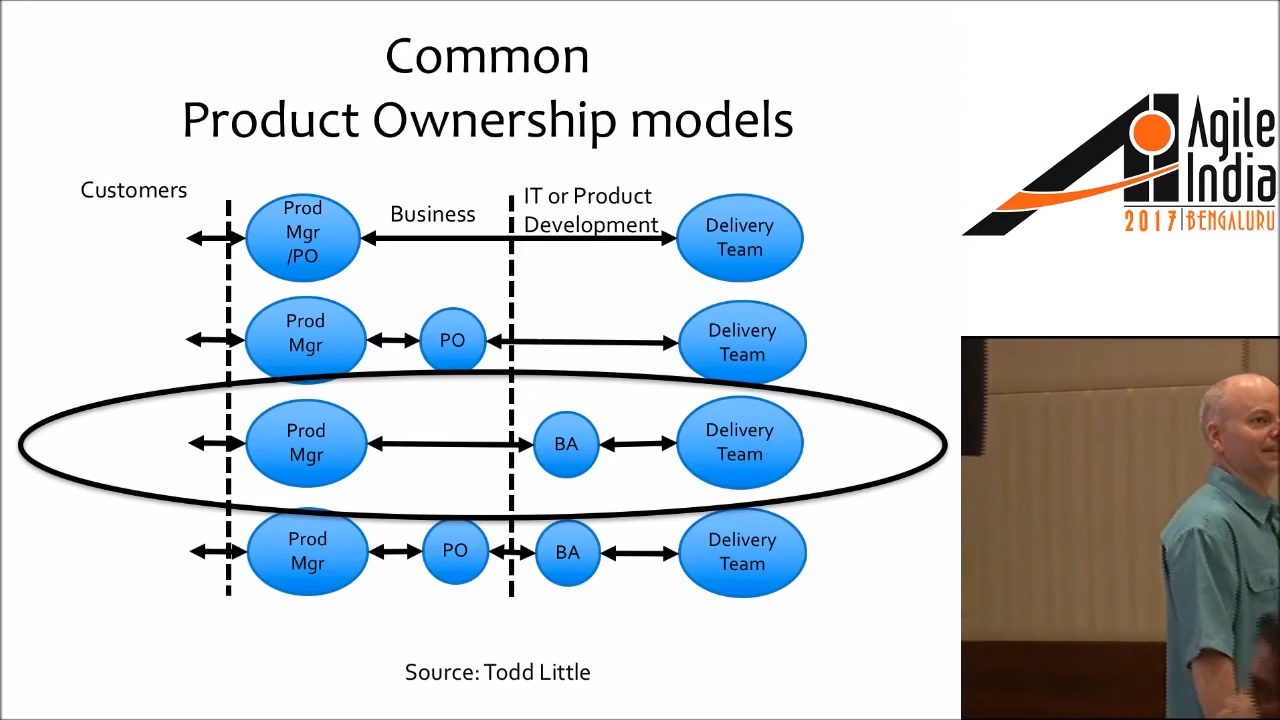 Common
Product Ownership models
Customers
Prod
Mgr
/PO
Business
IT or Product
Development
Delivery
Team
Prod
Mgr
PO
Delivery
Team
Prod
Mgr
BA
Delivery
Team
Prod
Mgr
PO
BA
Delivery
Team
Source: Todd Little
Agile
India
2017|BENGALURU